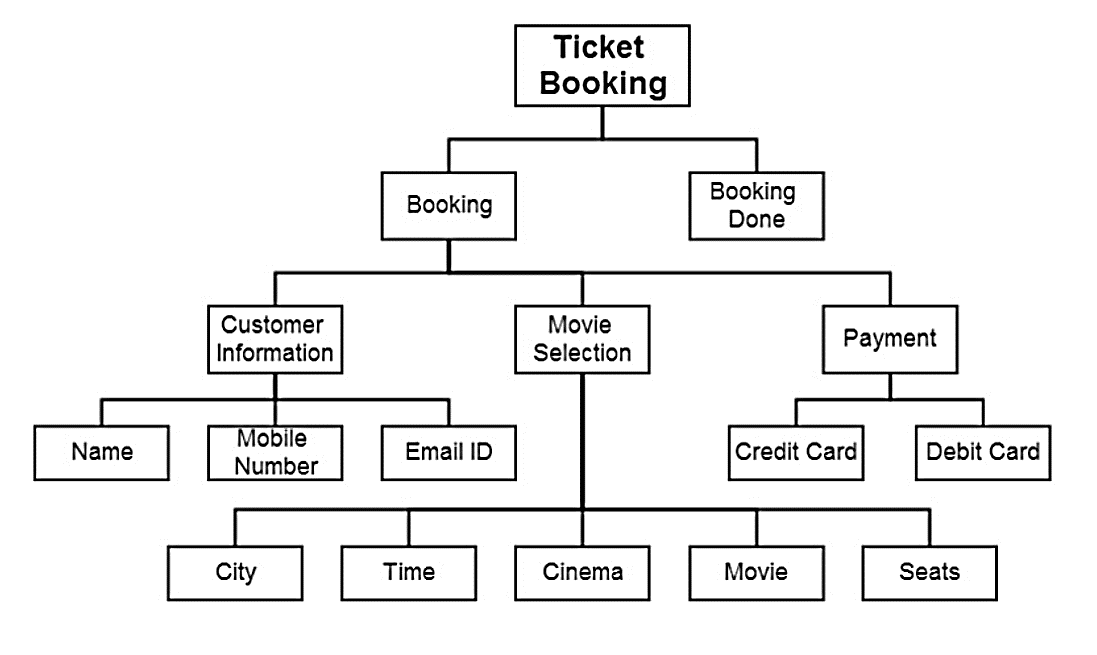 Ticket
Booking
Booking
Booking
Done
Customer
Information
Movie
Selection
Payment
Name
Mobile
Number
Email ID
Credit Card
Debit Card
City
Time
Cinema
Movie
Seats